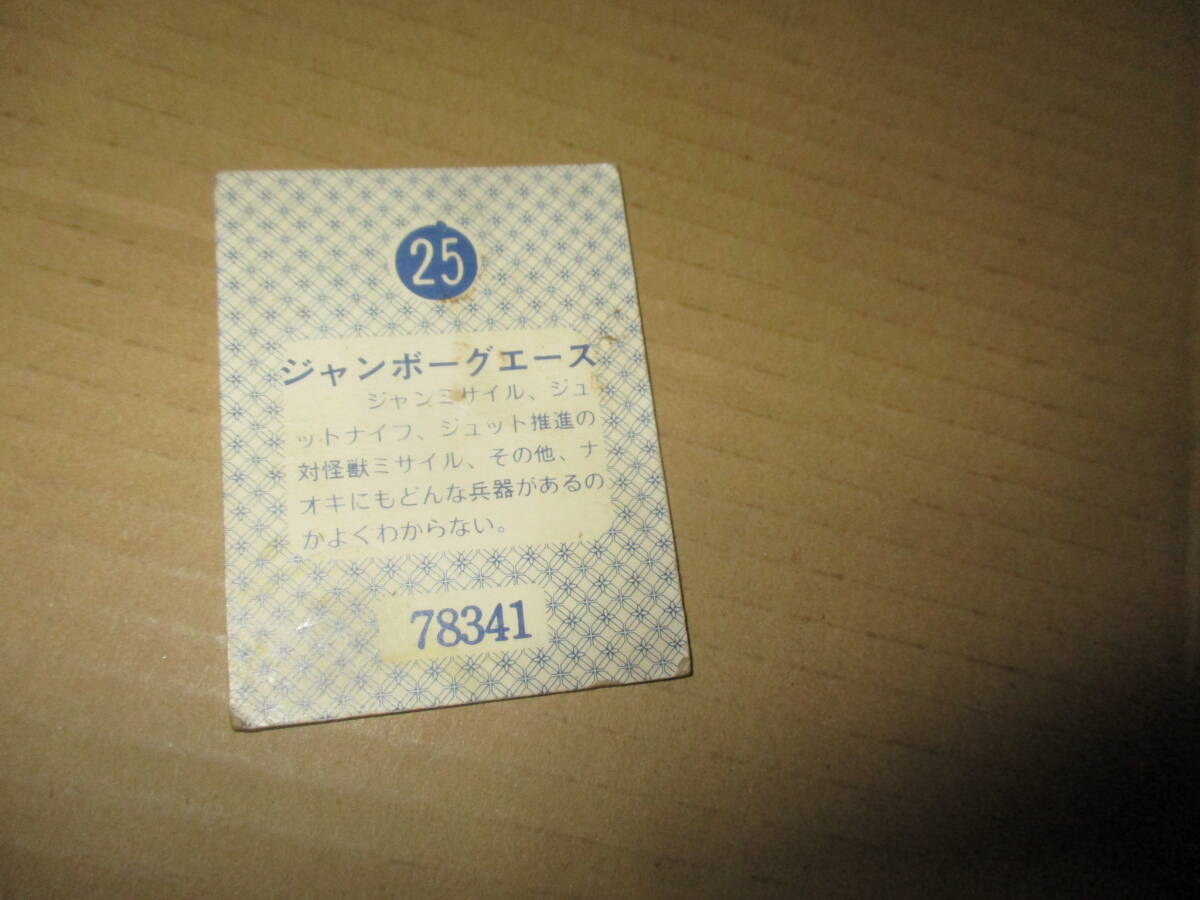 25
ジャンボーグエース
ジャンミサイル、ジュ
ットナイフ、ジュット推進の
対怪獣ミサイル、その他、ナ
オキにもどんな兵器があるの
かよくわからない。
78341